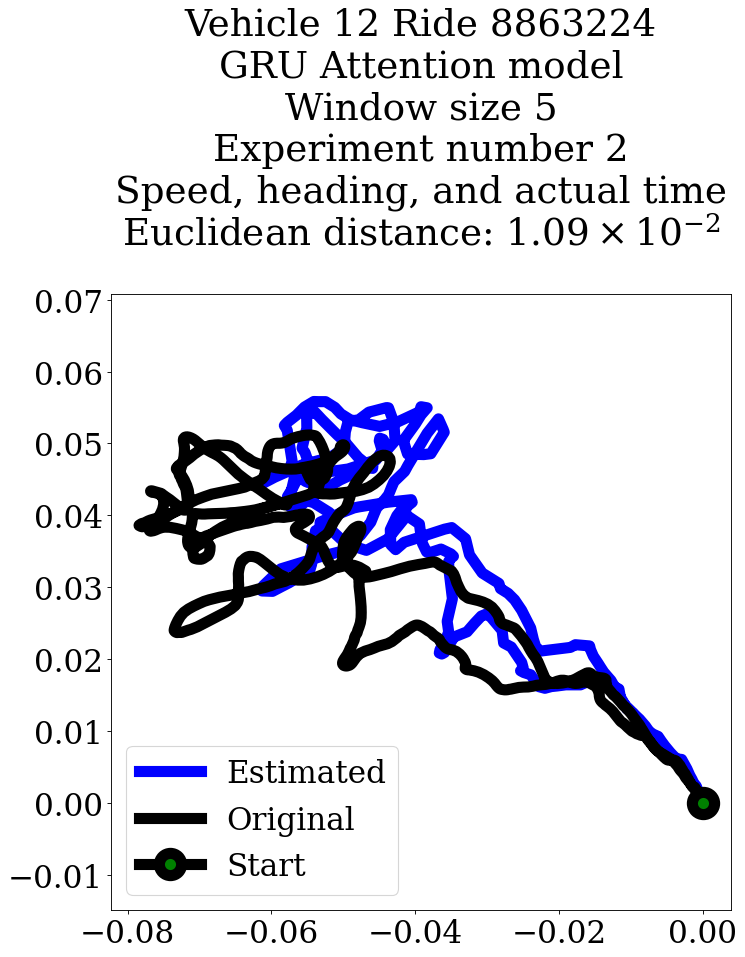 Vehicle 12 Ride 8863224
GRU Attention model
Window size 5
Experiment number 2
Speed, heading, and actual time
Euclidean distance: 1.09 × 10⁻²
0.07
0.06
0.05
0.04
0.03
0.02
0.01
0.00
−0.01
Estimated
Original
Start
−0.08 −0.06 −0.04 −0.02 0.00